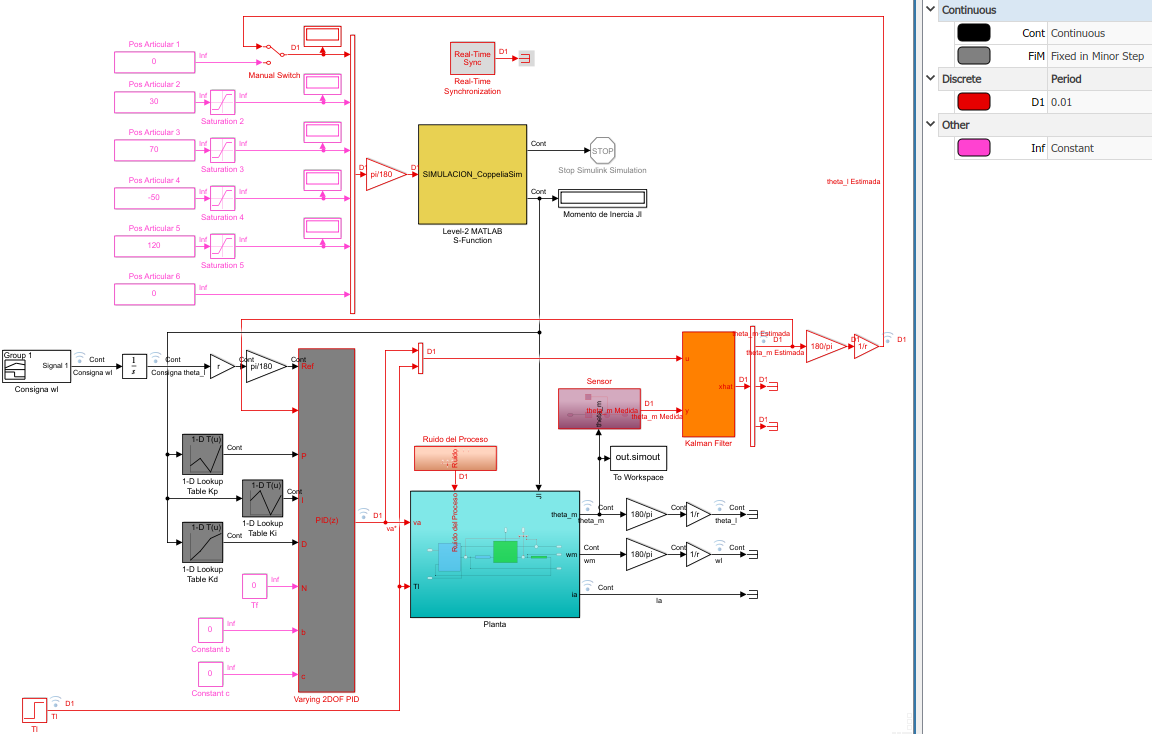 Pos Articular 1
Inf
0
D1
Manual Switch
Pos Articular 2
Inf
30
Inf
Saturation 2
Pos Articular 3
Inf
70
Inf
Saturation 3
Pos Articular 4
Inf
-50
Inf
Saturation 4
Pos Articular 5
Inf
120
Inf
Saturation 5
Pos Articular 6
Inf
0
D1
pi/180
D1
Real-Time
Sync
D1
Real-Time
Synchronization
SIMULACION_CoppeliaSim
Level-2 MATLAB
S-Function
Cont
STOP
Stop Simulink Simulation
Cont
Momento de Inercia Jl
theta_l Estimada
Group 1
Signal 1
Consigna wl
Cont
Consigna wl
1
s
Cont
Consigna theta_l
r
Cont
pi/180
Cont
Ref
1-D T(u)
Cont
1-D Lookup
Table Kp
P
1-D T(u)
Cont
1-D Lookup
Table Ki
I
1-D T(u)
Cont
1-D Lookup
Table Kd
D
PID(z)
0
Inf
Tf
N
0
Inf
Constant b
b
0
Inf
Constant c
c
Varying 2DOF PID
D1
Tl
Tl
D1
va*
D1
Ruido del Proceso
Ruido
D1
Sensor
theta_m
theta_m Medida
D1
theta_m Medida
u
y
xhat
Kalman Filter
D1
theta_m Estimada
D1
theta_m Estimada
D1
D1
180/pi
D1
1/r
D1
out.simout
To Workspace
va
Tl
Ruido del Proceso
Jl
theta_m
wm
ia
Planta
Cont
theta_m
180/pi
Cont
1/r
Cont
theta_l
Cont
wm
180/pi
Cont
1/r
Cont
wl
Cont
Ia
Continuous
Cont Continuous
FiM Fixed in Minor Step
Discrete Period
D1 0.01
Other
Inf Constant